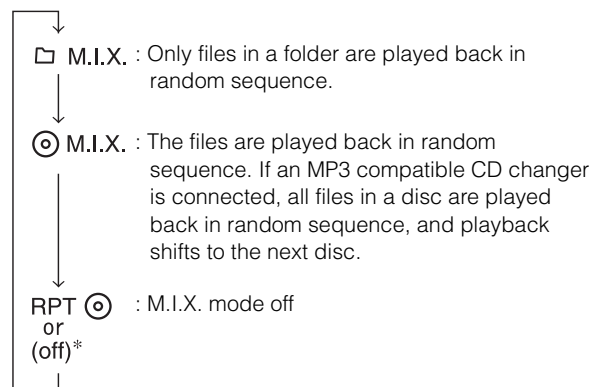 M.I.X. : Only files in a folder are played back in
random sequence.
M.I.X. : The files are played back in random
sequence. If an MP3 compatible CD changer
is connected, all files in a disc are played
back in random sequence, and playback
shifts to the next disc.
RPT : M.I.X. mode off
or
(off)*